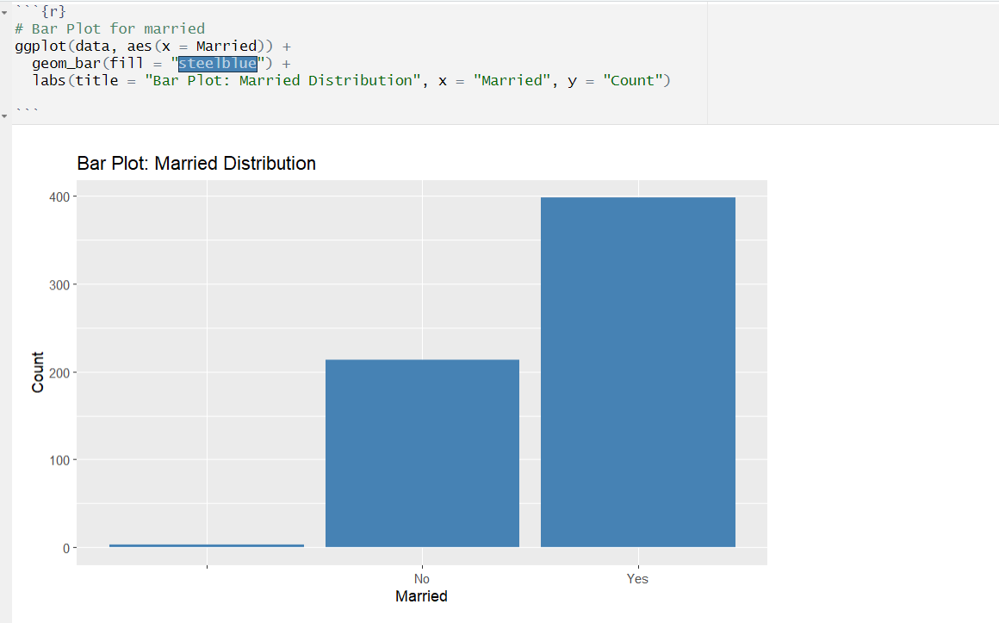 ```{r}
# Bar Plot for married
ggplot(data, aes(x = Married)) +
  geom_bar(fill = "steelblue") +
  labs(title = "Bar Plot: Married Distribution", x = "Married", y = "Count")
```
Bar Plot: Married Distribution
400
300
200
100
0
Count
No Yes
Married